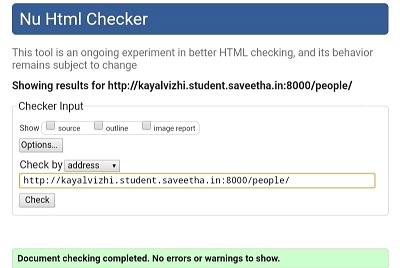 Nu Html Checker
This tool is an ongoing experiment in better HTML checking, and its behavior
remains subject to change
Showing results for http://kayalvizhi.student.saveetha.in:8000/people/
Checker Input
Show source outline image report
Options...
Check by address
http://kayalvizhi.student.saveetha.in:8000/people/
Check
Document checking completed. No errors or warnings to show.